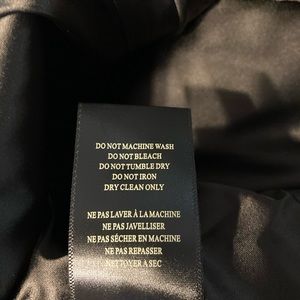 DO NOT MACHINE WASH
DO NOT BLEACH
DO NOT TUMBLE DRY
DO NOT IRON
DRY CLEAN ONLY
NE PAS LAVER À LA MACHINE
NE PAS JAVELLISER
NE PAS SÉCHER EN MACHINE
NE PAS REPASSER
NETTOYER A SEC